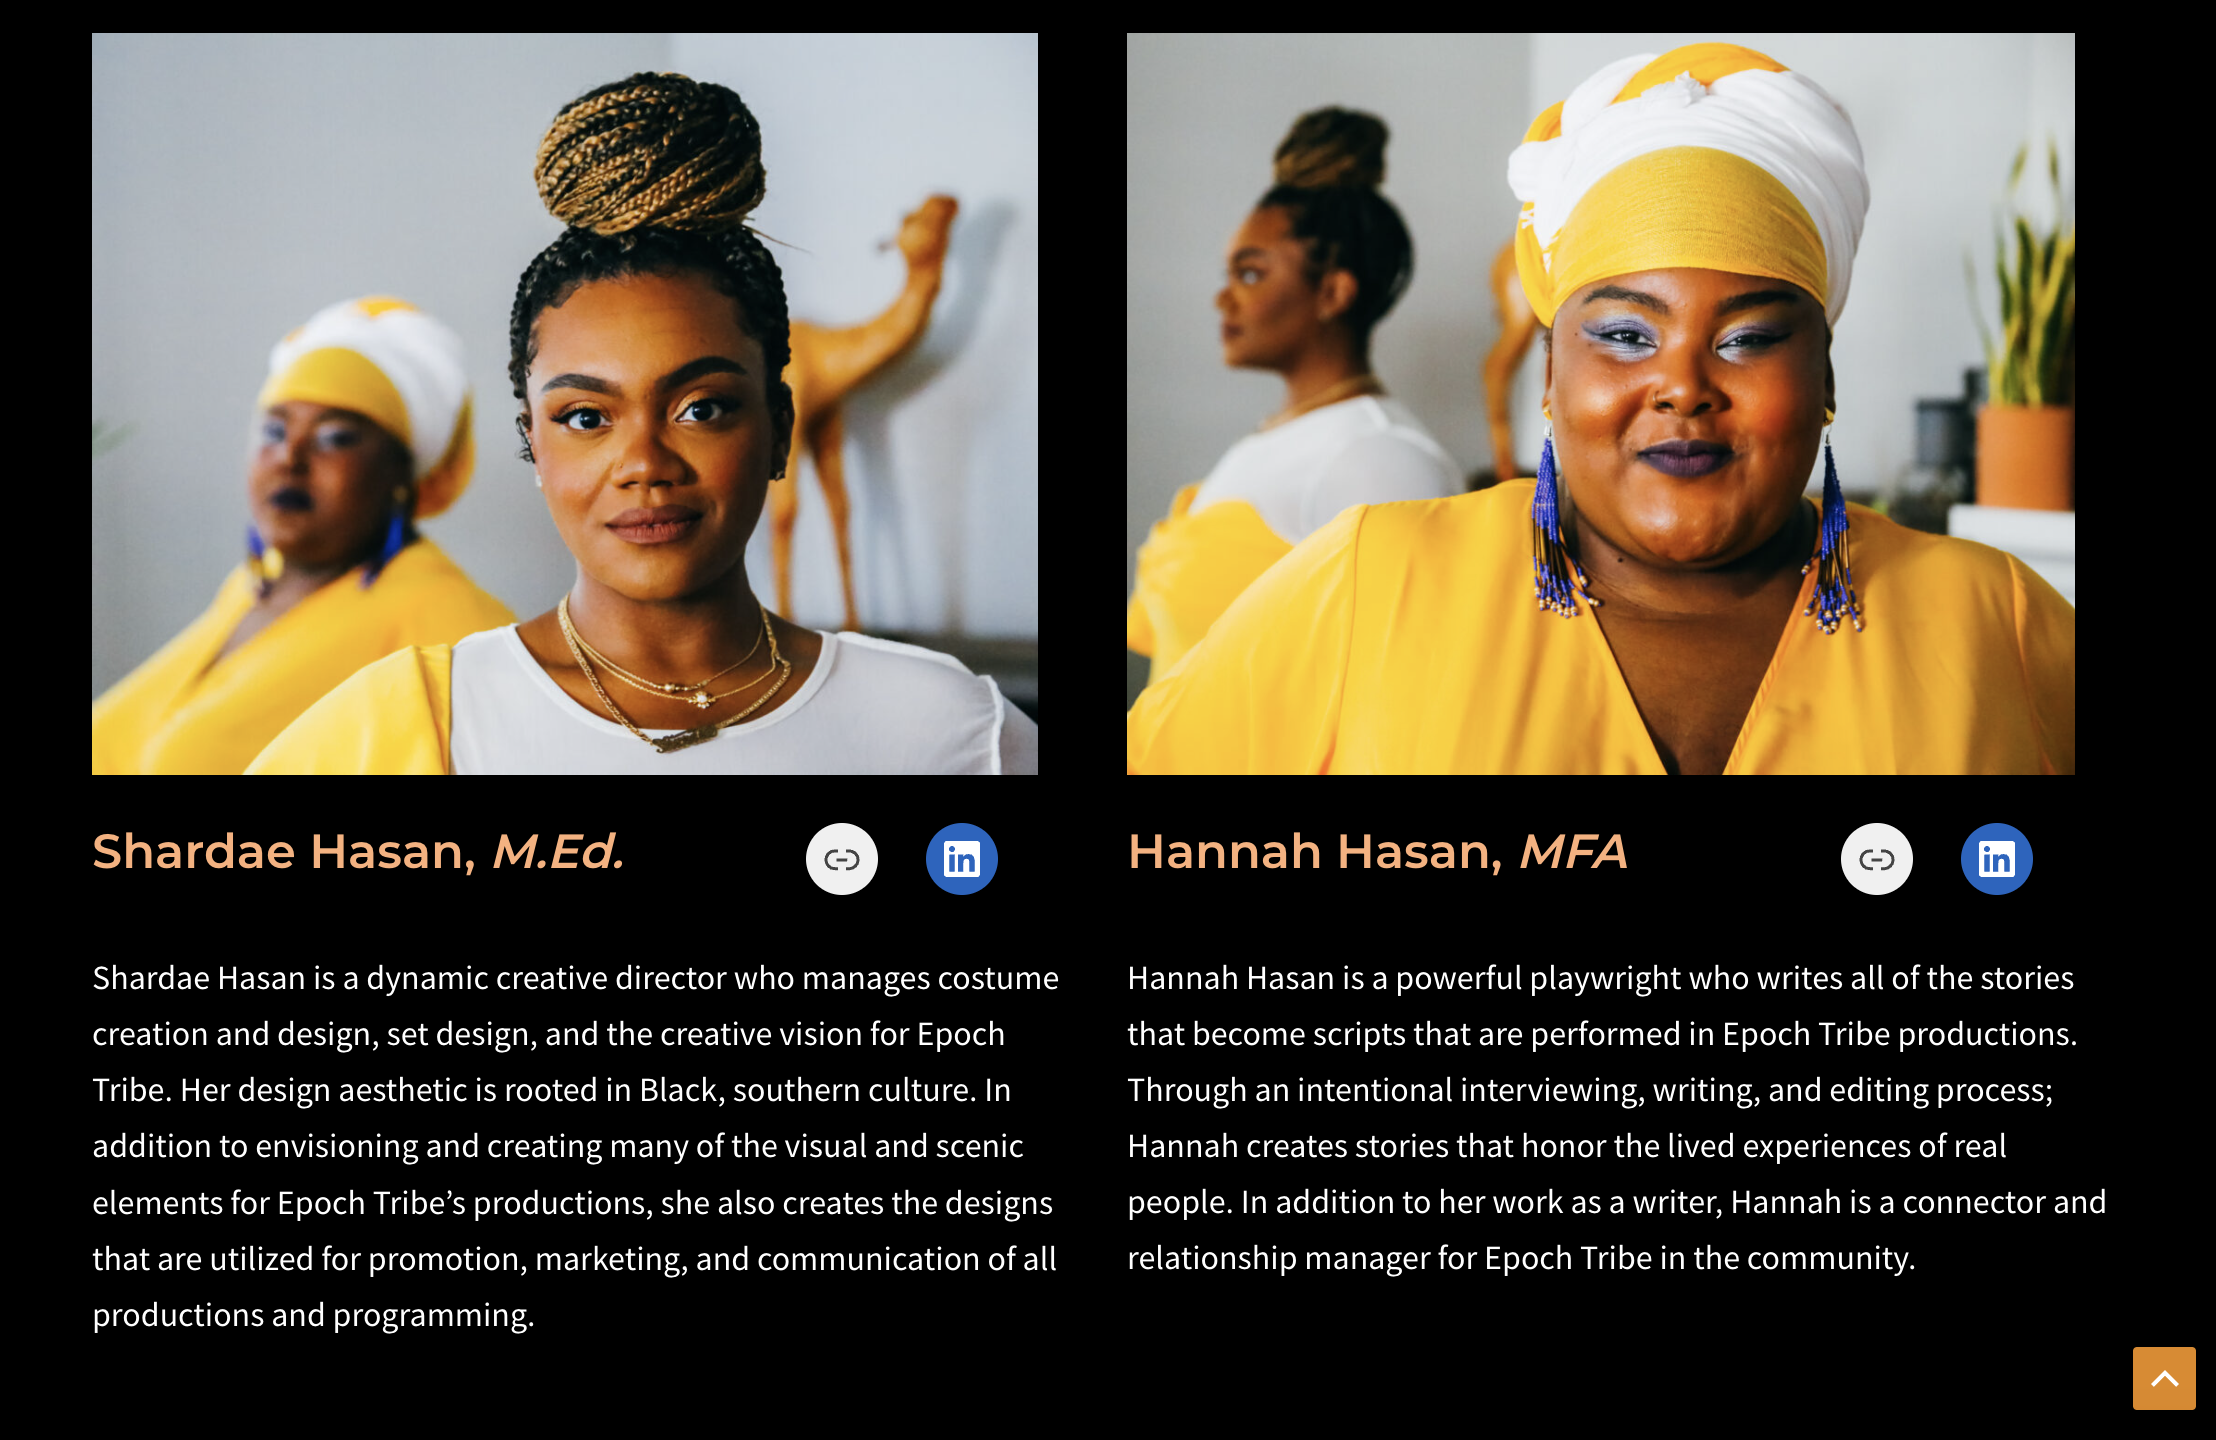 Shardae Hasan, M.Ed.
in
Shardae Hasan is a dynamic creative director who manages costume
creation and design, set design, and the creative vision for Epoch
Tribe. Her design aesthetic is rooted in Black, southern culture. In
addition to envisioning and creating many of the visual and scenic
elements for Epoch Tribe’s productions, she also creates the designs
that are utilized for promotion, marketing, and communication of all
productions and programming.
Hannah Hasan, MFA
in
Hannah Hasan is a powerful playwright who writes all of the stories
that become scripts that are performed in Epoch Tribe productions.
Through an intentional interviewing, writing, and editing process;
Hannah creates stories that honor the lived experiences of real
people. In addition to her work as a writer, Hannah is a connector and
relationship manager for Epoch Tribe in the community.